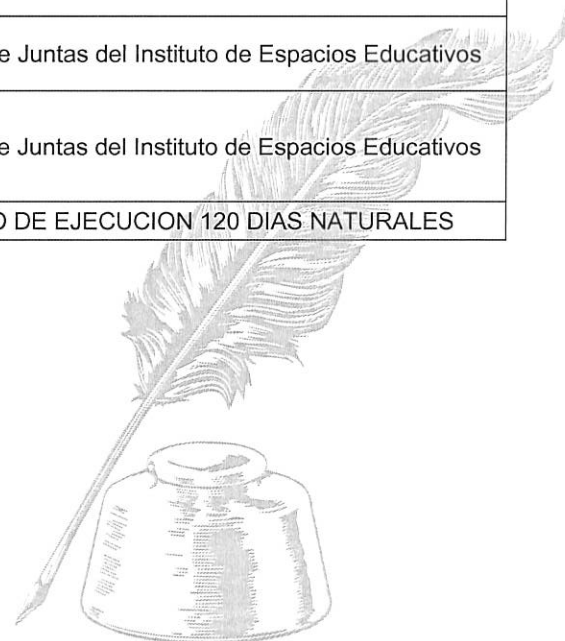 e Juntas del Instituto de Espacios Educativos
e Juntas del Instituto de Espacios Educativos
O DE EJECUCION 120 DIAS NATURALES